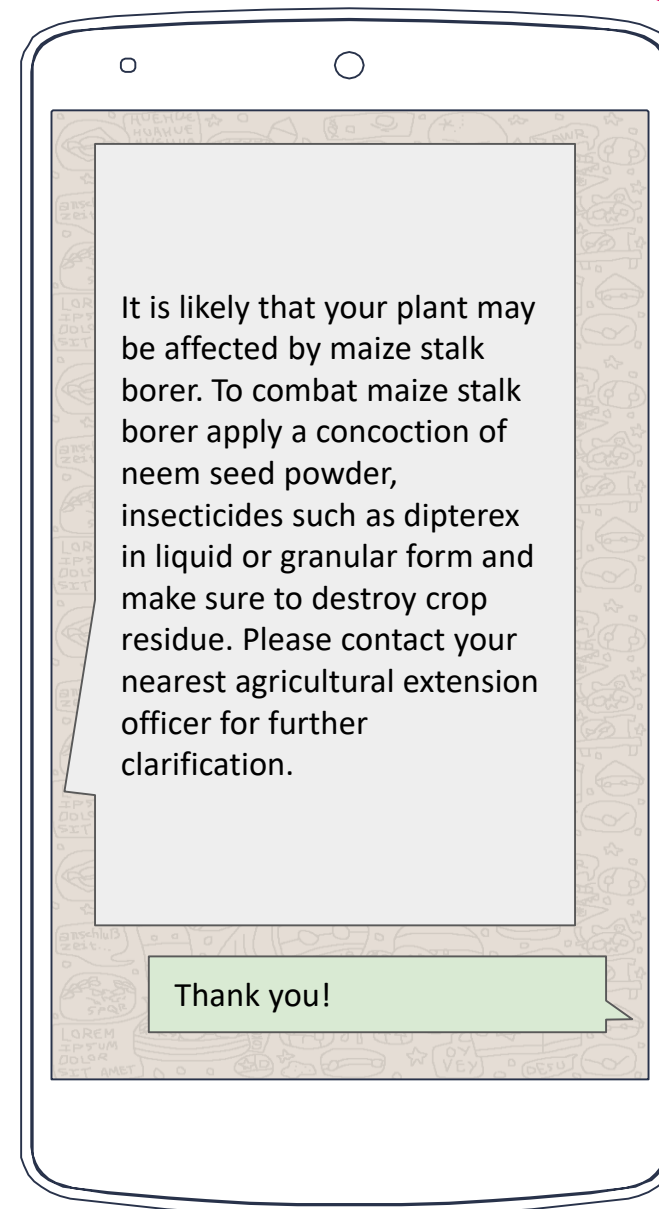 It is likely that your plant may
be affected by maize stalk
borer. To combat maize stalk
borer apply a concoction of
neem seed powder,
insecticides such as dipterex
in liquid or granular form and
make sure to destroy crop
residue. Please contact your
nearest agricultural extension
officer for further
clarification.
Thank you!